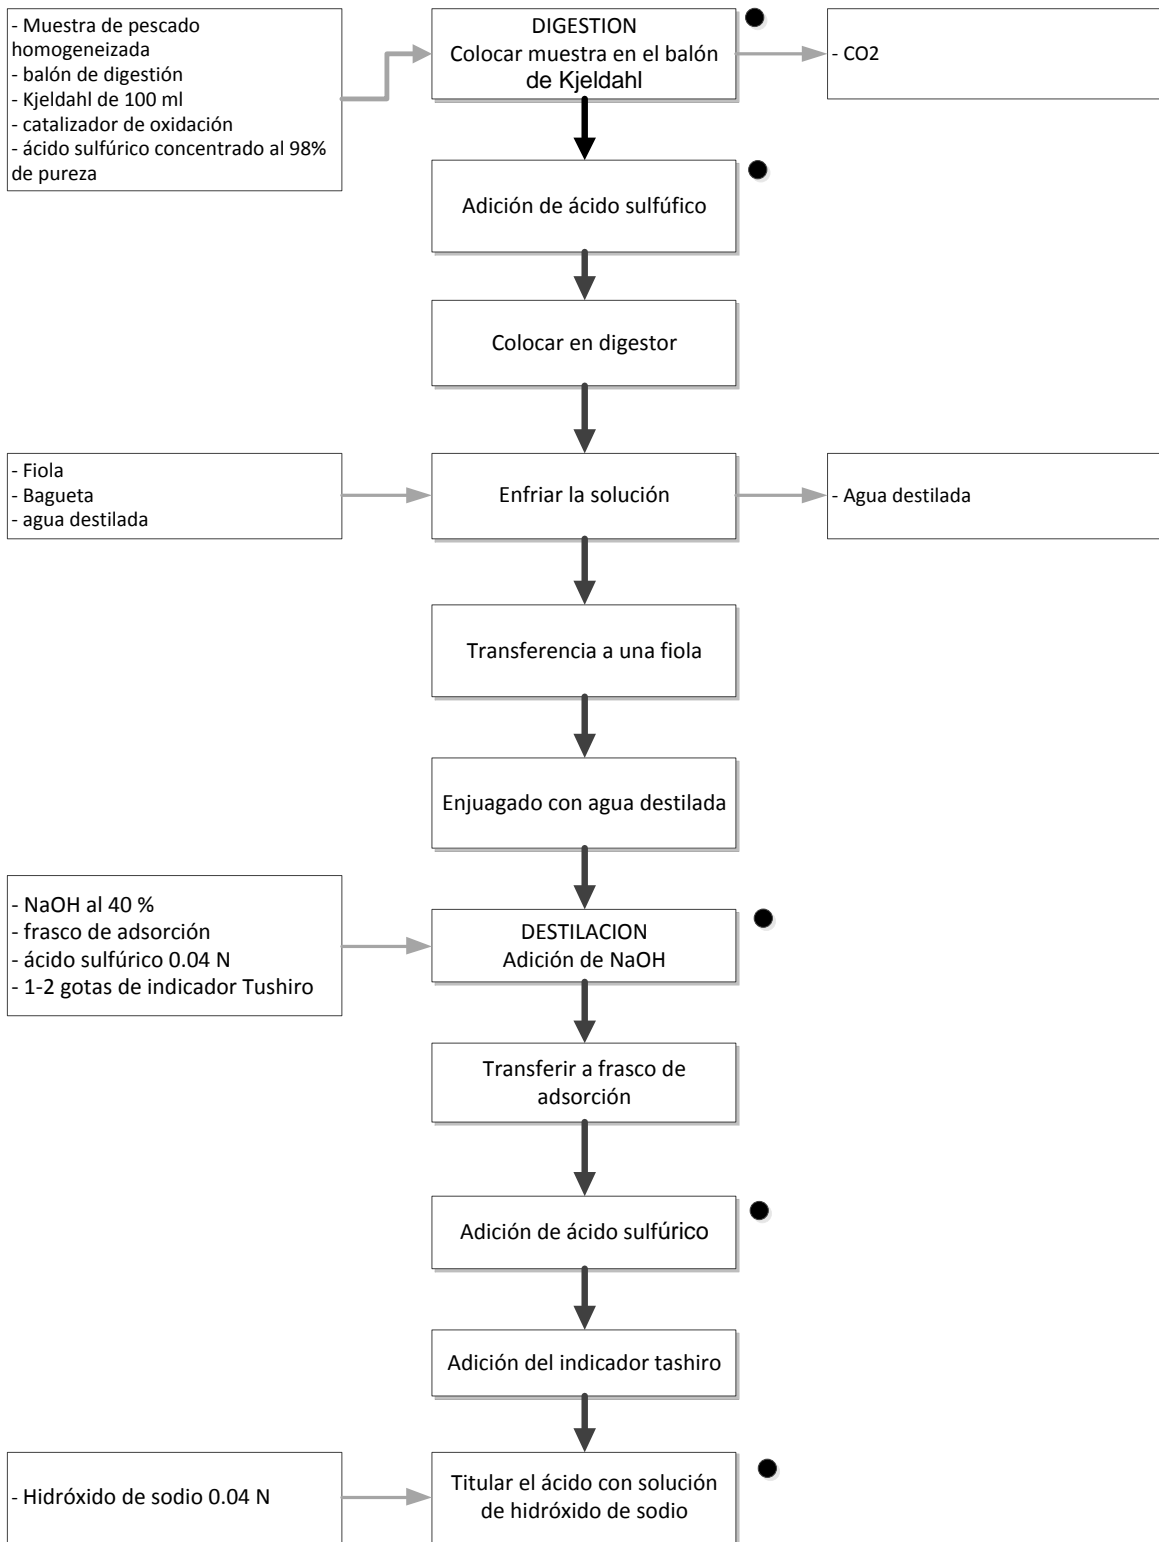 - Muestra de pescado
homogeneizada
- balón de digestión
- Kjeldahl de 100 ml
- catalizador de oxidación
- ácido sulfúrico concentrado al 98%
de pureza
DIGESTION
Colocar muestra en el balón
de Kjeldahl
- CO2
Adición de ácido sulfúfico
Colocar en digestor
- Fiola
- Bagueta
- agua destilada
Enfriar la solución
- Agua destilada
Transferencia a una fiola
Enjuagado con agua destilada
- NaOH al 40 %
- frasco de adsorción
- ácido sulfúrico 0.04 N
- 1-2 gotas de indicador Tushiro
DESTILACION
Adición de NaOH
Transferir a frasco de
adsorción
Adición de ácido sulfúrico
Adición del indicador tashiro
- Hidróxido de sodio 0.04 N
Titular el ácido con solución
de hidróxido de sodio